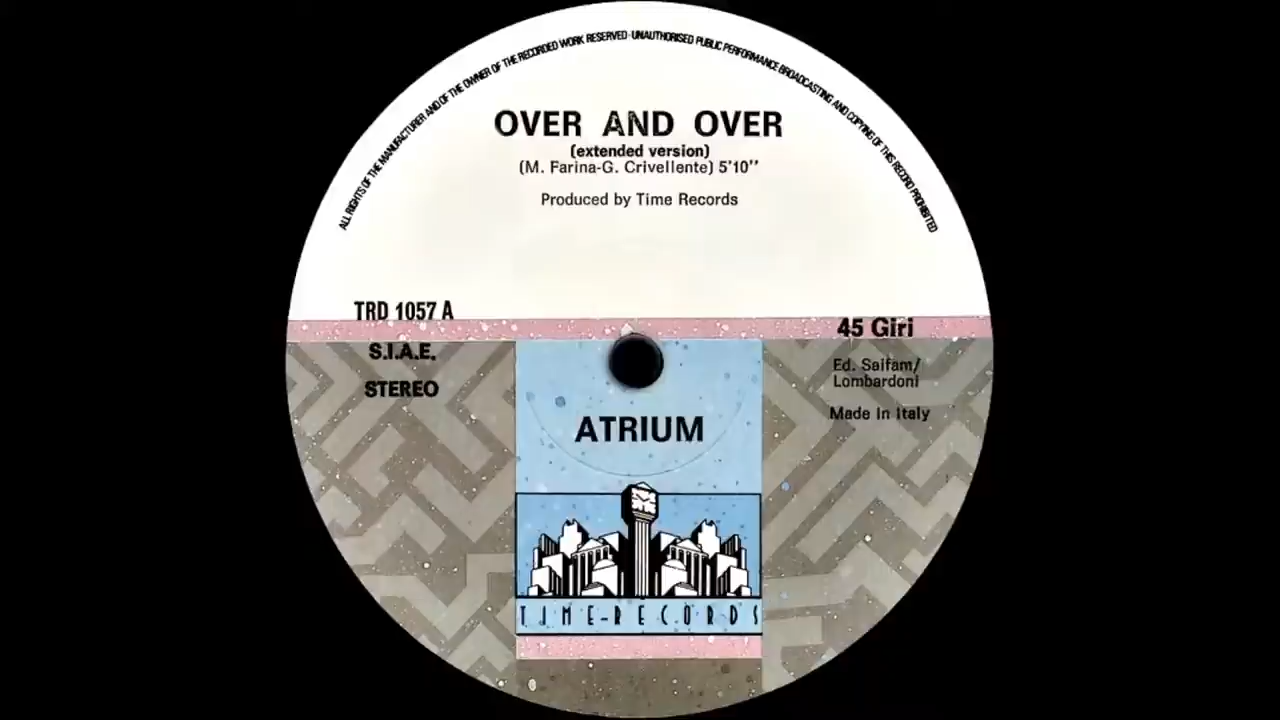 ALL RIGHTS OF THE MANUFACTURER AND OF THE OWNER OF THE RECORDED WORK RESERVED · UNAUTHORISED PUBLIC PERFORMANCE BROADCASTING AND COPYING OF THIS RECORD PROHIBITED
OVER AND OVER
(extended version)
(M. Farina-G. Crivellente) 5'10''
Produced by Time Records
TRD 1057 A
S.I.A.E.
STEREO
45 Giri
Ed. Saifam/
Lombardoni
Made in Italy
ATRIUM
TIME-RECORDS